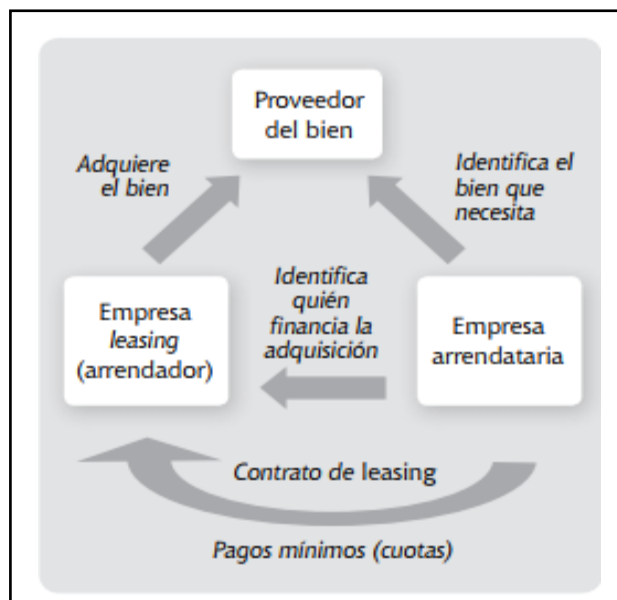 Proveedor
del bien
Adquiere
el bien
Identifica el
bien que
necesita
Identifica
quién
financia la
adquisición
Empresa
leasing
(arrendador)
Empresa
arrendataria
Contrato de leasing
Pagos mínimos (cuotas)